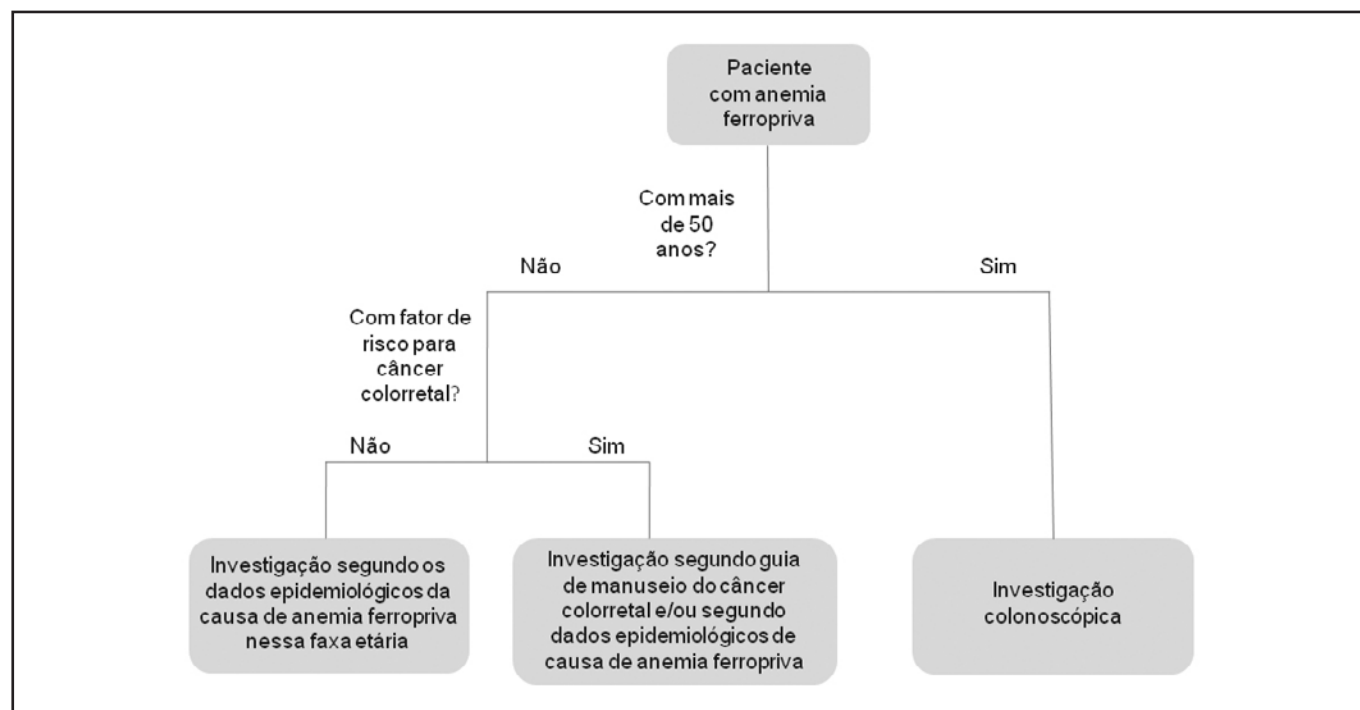 Paciente
com anemia
ferropriva
Com mais
de 50
anos?
Não
Sim
Com fator de
risco para
câncer
colorretal?
Não
Sim
Investigação segundo os
dados epidemiológicos da
causa de anemia ferropriva
nessa faxa etária
Investigação segundo guia
de manuseio do câncer
colorretal e/ou segundo
dados epidemiológicos de
causa de anemia ferropriva
Investigação
colonoscópica